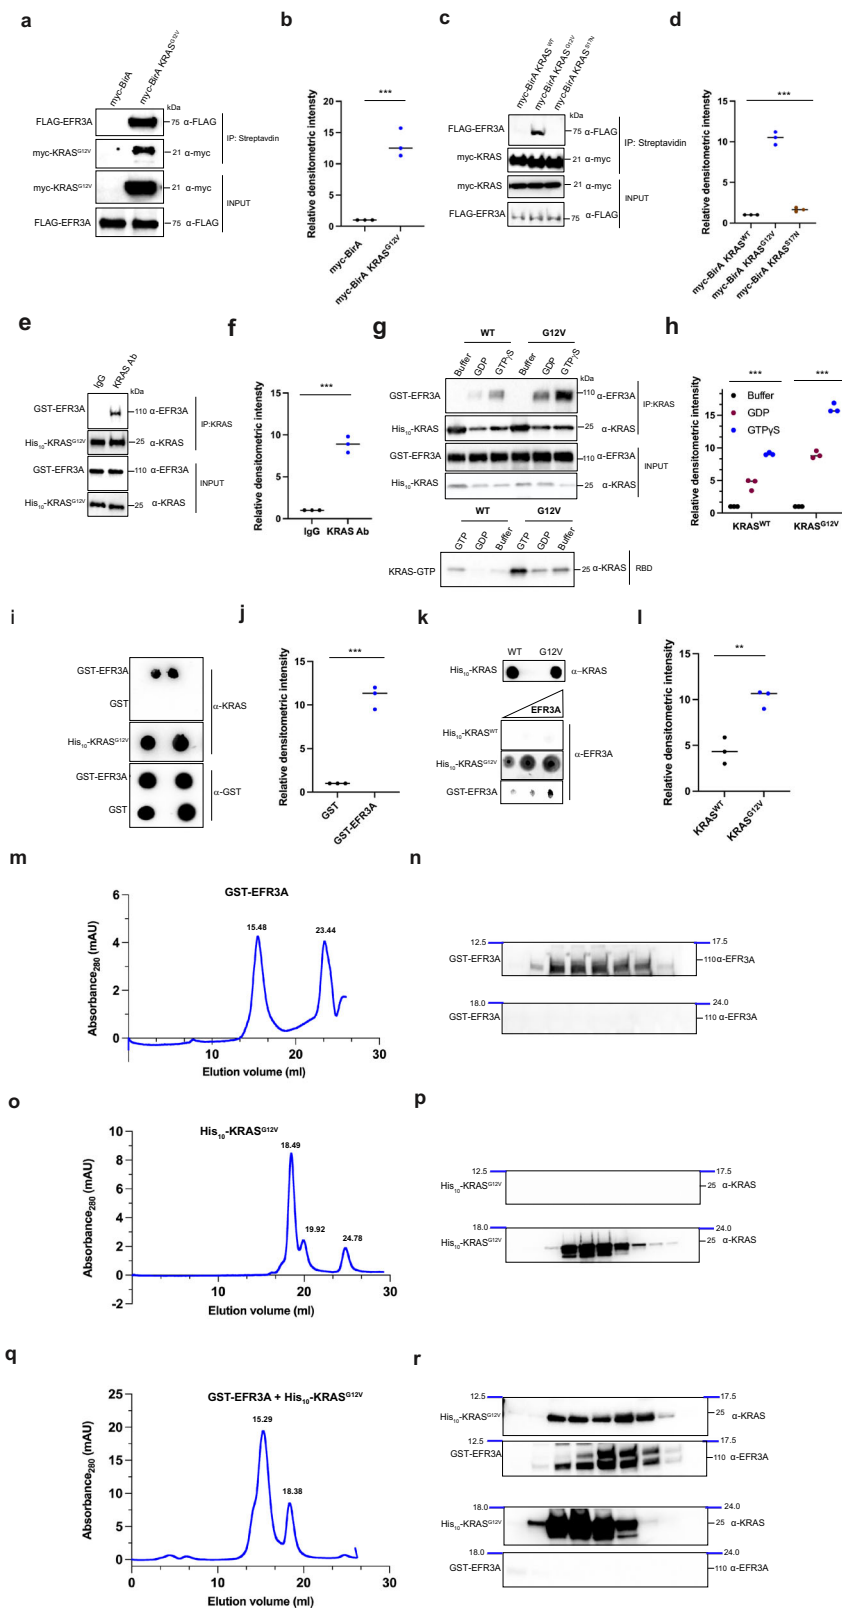 a
myc-BirA
myc-BirA KRASG12V
kDa
FLAG-EFR3A
75
α-FLAG
myc-KRASG12V
*
21
α-myc
IP: Streptavdin
myc-KRASG12V
21
α-myc
FLAG-EFR3A
75
α-FLAG
INPUT
b
Relative densitometric intensity
20
15
10
5
0
***
myc-BirA
myc-BirA KRASG12V
c
myc-BirA KRAS WT
myc-BirA KRASG12V
myc-BirA KRASS17N
kDa
FLAG-EFR3A
75
α-FLAG
myc-KRAS
21
α-myc
IP: Streptavidin
myc-KRAS
21
α-myc
FLAG-EFR3A
75
α-FLAG
INPUT
d
Relative densitometric intensity
20
15
10
5
0
***
myc-BirA KRASWT
myc-BirA KRASG12V
myc-BirA KRASS17N
e
IgG
KRAS Ab
kDa
GST-EFR3A
110
α-EFR3A
His10-KRASG12V
25
α-KRAS
IP:KRAS
GST-EFR3A
110
α-EFR3A
His10-KRASG12V
25
α-KRAS
INPUT
f
Relative densitometric intensity
15
10
5
0
***
IgG
KRAS Ab
g
WT
G12V
Buffer
GDP
GTPγS
Buffer
GDP
GTPγS
kDa
GST-EFR3A
110
α-EFR3A
His10-KRAS
25
α-KRAS
IP:KRAS
GST-EFR3A
110
α-EFR3A
His10-KRAS
25
α-KRAS
INPUT
WT
G12V
GTP
GDP
Buffer
GTP
GDP
Buffer
KRAS-GTP
25
α-KRAS
RBD
h
Relative densitometric intensity
20
15
10
5
0
***
***
Buffer
GDP
GTPγS
KRASWT
KRASG12V
i
GST-EFR3A
GST
His10-KRASG12V
α-KRAS
GST-EFR3A
GST
α-GST
j
Relative densitometric intensity
15
10
5
0
***
GST
GST-EFR3A
k
WT
G12V
His10-KRAS
α-KRAS
EFR3A
His10-KRASWT
His10-KRASG12V
GST-EFR3A
α-EFR3A
l
Relative densitometric intensity
15
10
5
0
**
KRASWT
KRASG12V
m
GST-EFR3A
Absorbance280 (mAU)
6
4
2
0
15.48
23.44
10
20
30
Elution volume (ml)
n
12.5
17.5
GST-EFR3A
110
α-EFR3A
18.0
24.0
GST-EFR3A
110
α-EFR3A
o
His10-KRASG12V
Absorbance280 (mAU)
10
8
6
4
2
0
-2
18.49
19.92
24.78
10
20
30
Elution volume (ml)
p
12.5
17.5
His10-KRASG12V
25
α-KRAS
18.0
24.0
His10-KRASG12V
25
α-KRAS
q
GST-EFR3A + His10-KRASG12V
Absorbance280 (mAU)
25
20
15
10
5
0
15.29
18.38
0
10
20
30
Elution volume (ml)
r
12.5
17.5
His10-KRASG12V
25
α-KRAS
12.5
17.5
GST-EFR3A
110
α-EFR3A
18.0
24.0
His10-KRASG12V
25
α-KRAS
18.0
24.0
GST-EFR3A
110
α-EFR3A